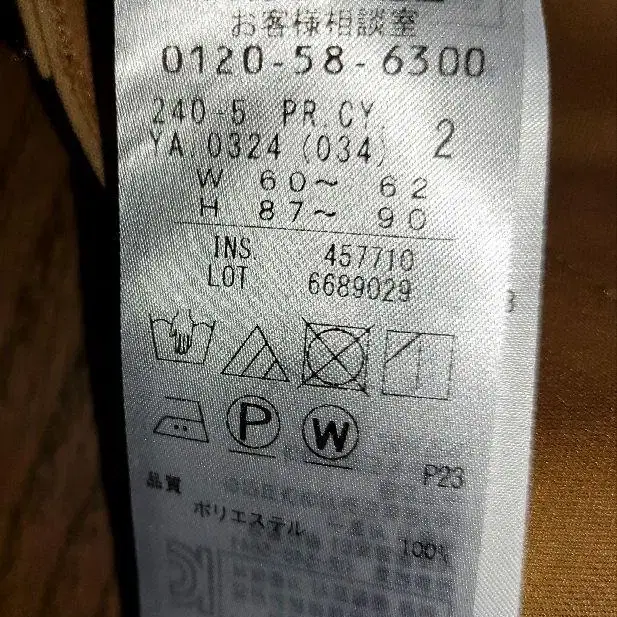 お客様相談室
0120-58-6300
240-5 PR.CY. 2
YA.0324 (034)
W 60～ 62
H 87～ 90
INS. 457710
LOT 6689029
P
W
P23
品質
ポリエステル 100%